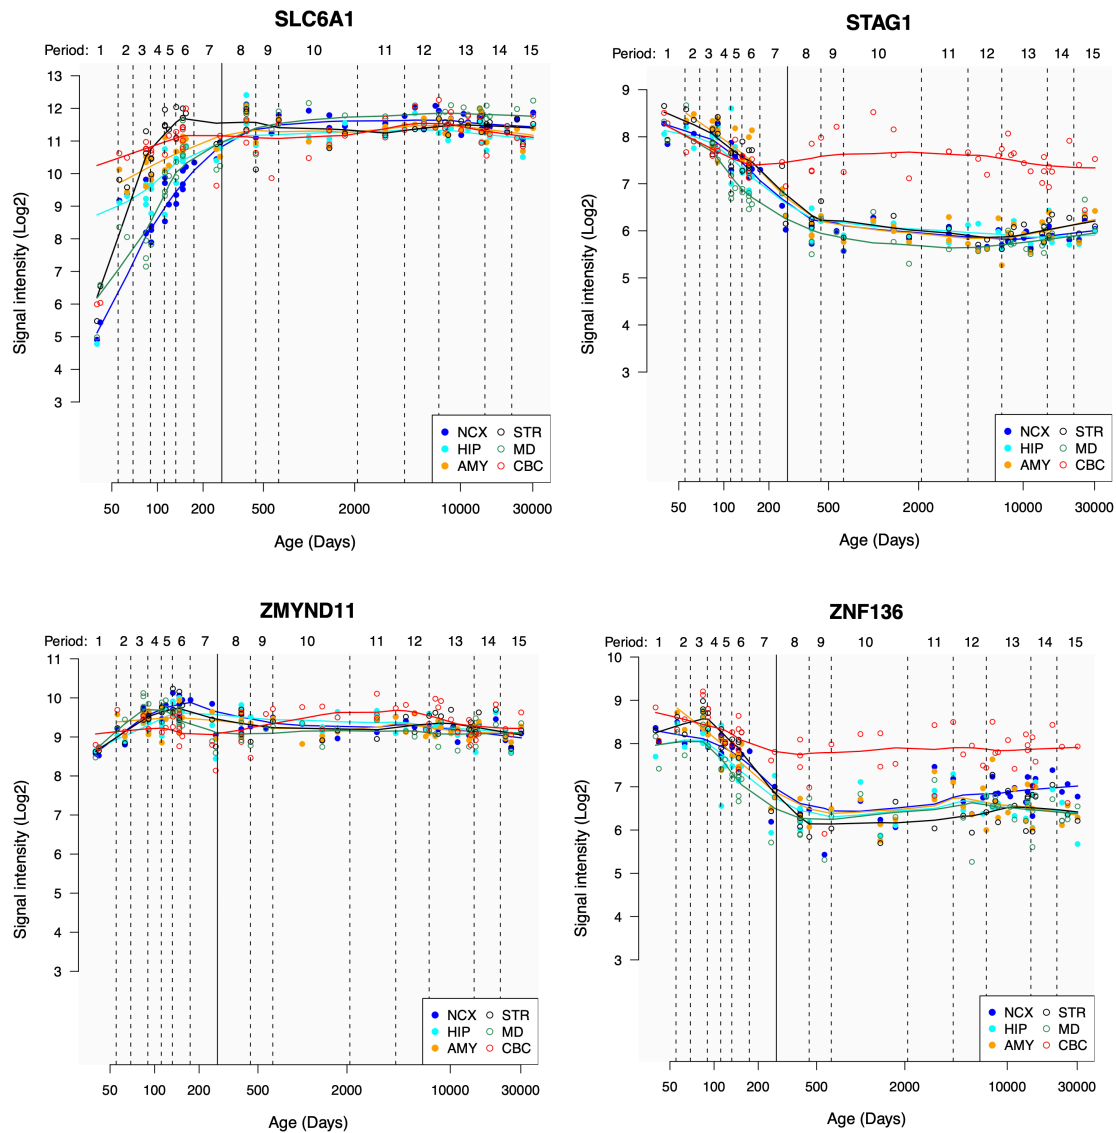 SLC6A1
Period: 1 2 3 4 5 6 7 8 9 10 11 12 13 14 15
13
12
11
10
9
8
7
6
5
4
3
Signal intensity (Log2)
NCX STR
HIP MD
AMY CBC
50 100 200 500 2000 10000 30000
Age (Days)
STAG1
Period: 1 2 3 4 5 6 7 8 9 10 11 12 13 14 15
9
8
7
6
5
4
3
Signal intensity (Log2)
NCX STR
HIP MD
AMY CBC
50 100 200 500 2000 10000 30000
Age (Days)
ZMYND11
Period: 1 2 3 4 5 6 7 8 9 10 11 12 13 14 15
11
10
9
8
7
6
5
4
3
Signal intensity (Log2)
NCX STR
HIP MD
AMY CBC
50 100 200 500 2000 10000 30000
Age (Days)
ZNF136
Period: 1 2 3 4 5 6 7 8 9 10 11 12 13 14 15
10
9
8
7
6
5
4
3
Signal intensity (Log2)
NCX STR
HIP MD
AMY CBC
50 100 200 500 2000 10000 30000
Age (Days)